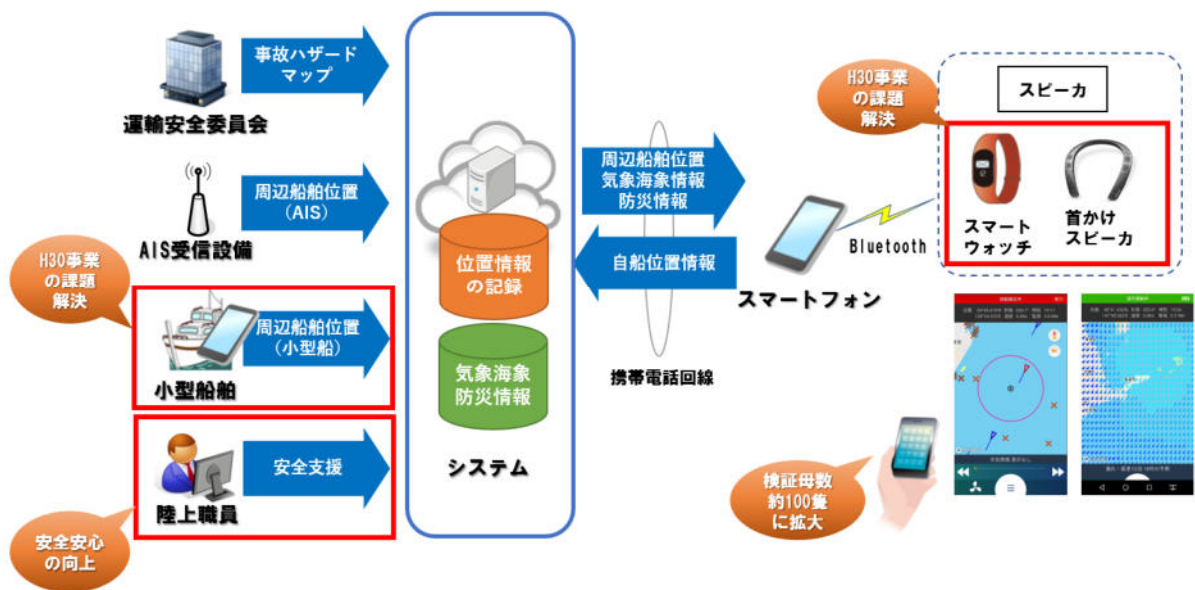 事故ハザード
マップ
運輸安全委員会
周辺船舶位置
(AIS)
AIS受信設備
H30事業
の課題
解決
周辺船舶位置
(小型船)
小型船舶
安全支援
陸上職員
安全安心
の向上
位置情報
の記録
気象海象
防災情報
システム
周辺船舶位置
気象海象情報
防災情報
自船位置情報
携帯電話回線
スマートフォン
Bluetooth
H30事業
の課題
解決
スピーカ
スマート
ウォッチ
首かけ
スピーカ
検証母数
約100隻
に拡大